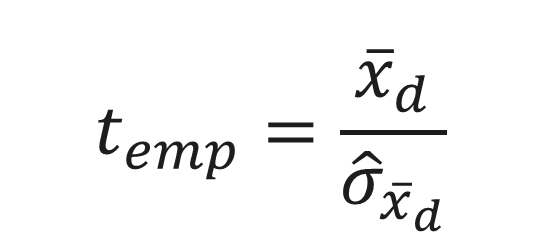 t_emp = x̄_d / σ̂_x̄_d